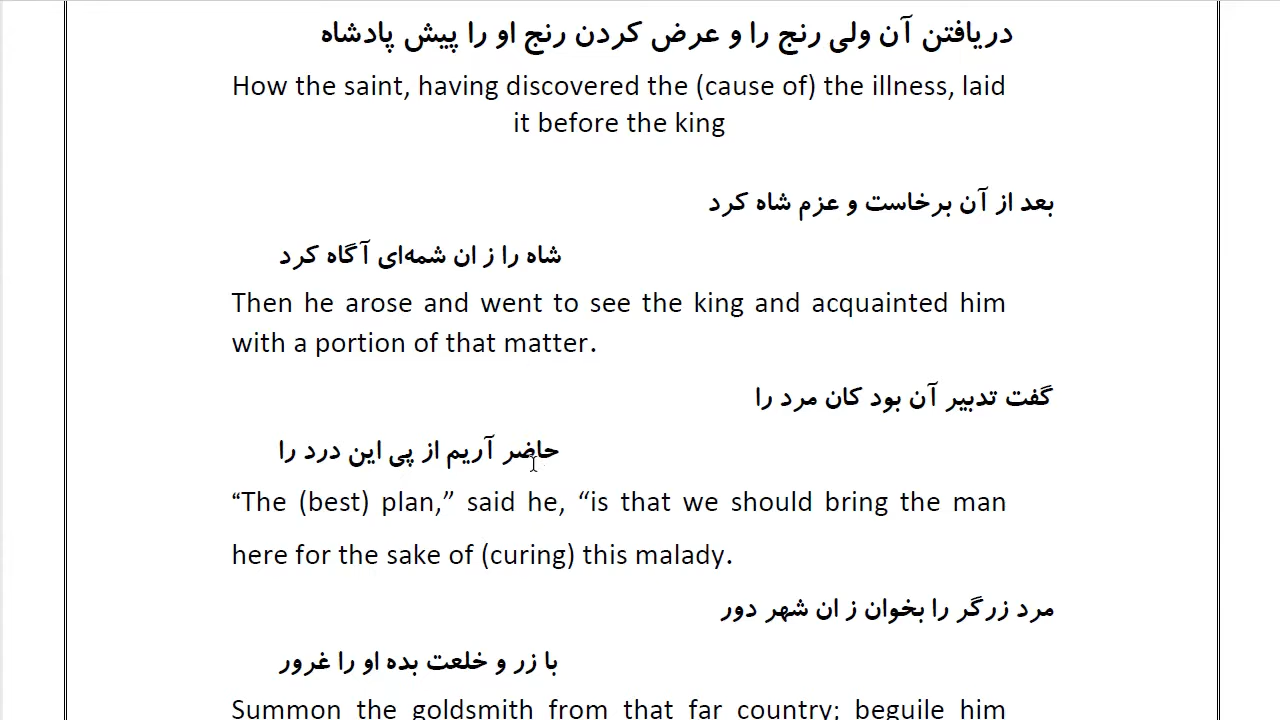 دریافتن آن ولی رنج را و عرض کردن رنج او را پیش پادشاه
How the saint, having discovered the (cause of) the illness, laid
it before the king
بعد از آن برخاست و عزم شاه کرد
شاه را ز ان شمه‌ای آگاه کرد
Then he arose and went to see the king and acquainted him
with a portion of that matter.
گفت تدبیر آن بود کان مرد را
حاضر آریم از پی این درد را
“The (best) plan,” said he, “is that we should bring the man
here for the sake of (curing) this malady.
مرد زرگر را بخوان ز ان شهر دور
با زر و خلعت بده او را غرور
Summon the goldsmith from that far country; beguile him